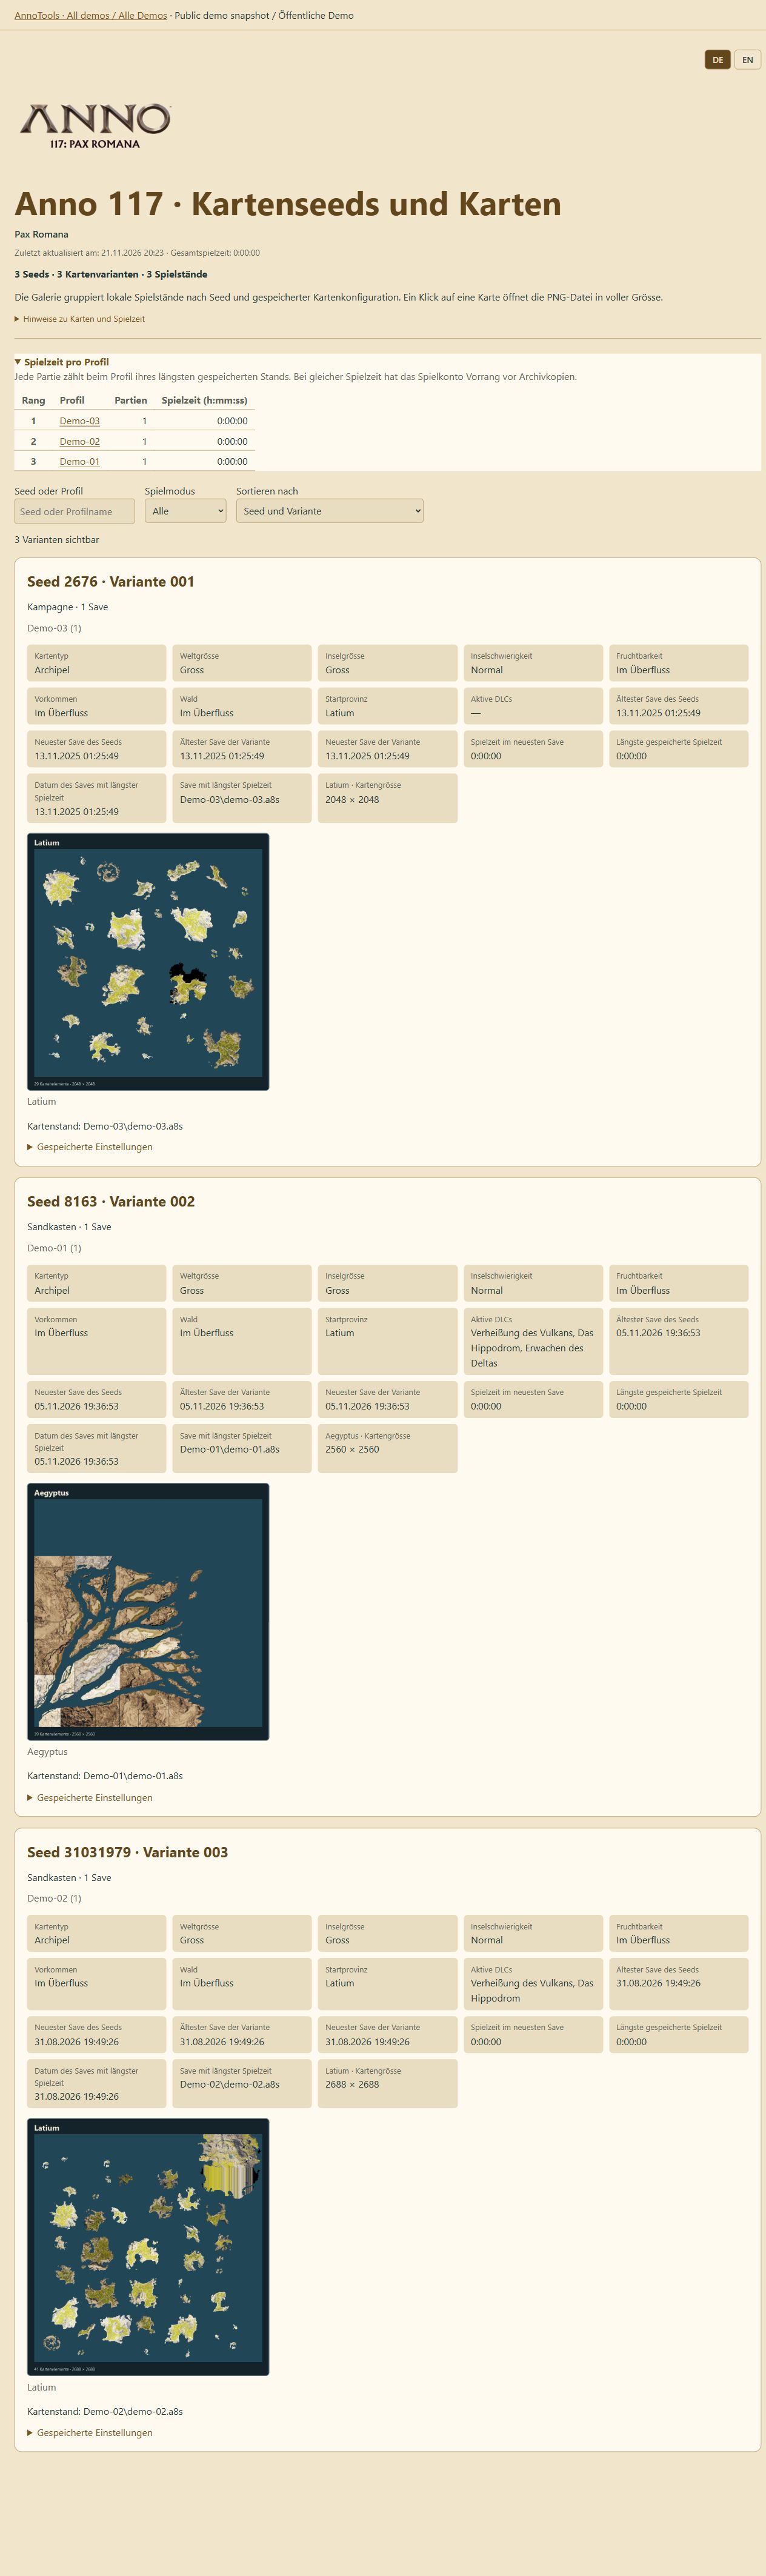 AnnoTools · All demos / Alle Demos · Public demo snapshot / Öffentliche Demo
DE EN
ANNO
117: PAX ROMANA
Anno 117 · Kartenseeds und Karten
Pax Romana
Zuletzt aktualisiert am: 21.11.2026 20:23 · Gesamtspielzeit: 0:00:00
3 Seeds · 3 Kartenvarianten · 3 Spielstände
Die Galerie gruppiert lokale Spielstände nach Seed und gespeicherter Kartenkonfiguration. Ein Klick auf eine Karte öffnet die PNG-Datei in voller Grösse.
▶ Hinweise zu Karten und Spielzeit
▼ Spielzeit pro Profil
Jede Partie zählt beim Profil ihres längsten gespeicherten Stands. Bei gleicher Spielzeit hat das Spielkonto Vorrang vor Archivkopien.
Rang Profil Partien Spielzeit (h:mm:ss)
1 Demo-03 1 0:00:00
2 Demo-02 1 0:00:00
3 Demo-01 1 0:00:00
Seed oder Profil Spielmodus Sortieren nach
Seed oder Profilname Alle Seed und Variante
3 Varianten sichtbar
Seed 2676 · Variante 001
Kampagne · 1 Save
Demo-03 (1)
Kartentyp Weltgrösse Inselgrösse Inselschwierigkeit Fruchtbarkeit
Archipel Gross Gross Normal Im Überfluss
Vorkommen Wald Startprovinz Aktive DLCs Ältester Save des Seeds
Im Überfluss Im Überfluss Latium — 13.11.2025 01:25:49
Neuester Save des Seeds Ältester Save der Variante Neuester Save der Variante Spielzeit im neuesten Save Längste gespeicherte Spielzeit
13.11.2025 01:25:49 13.11.2025 01:25:49 13.11.2025 01:25:49 0:00:00 0:00:00
Datum des Saves mit längster Save mit längster Spielzeit Latium · Kartengrösse
Spielzeit Demo-03\demo-03.a8s 2048 × 2048
13.11.2025 01:25:49
Latium
Latium
Kartenstand: Demo-03\demo-03.a8s
▶ Gespeicherte Einstellungen
Seed 8163 · Variante 002
Sandkasten · 1 Save
Demo-01 (1)
Kartentyp Weltgrösse Inselgrösse Inselschwierigkeit Fruchtbarkeit
Archipel Gross Gross Normal Im Überfluss
Vorkommen Wald Startprovinz Aktive DLCs Ältester Save des Seeds
Im Überfluss Im Überfluss Latium Verheißung des Vulkans, Das 05.11.2026 19:36:53
Hippodrom, Erwachen des
Deltas
Neuester Save des Seeds Ältester Save der Variante Neuester Save der Variante Spielzeit im neuesten Save Längste gespeicherte Spielzeit
05.11.2026 19:36:53 05.11.2026 19:36:53 05.11.2026 19:36:53 0:00:00 0:00:00
Datum des Saves mit längster Save mit längster Spielzeit Aegyptus · Kartengrösse
Spielzeit Demo-01\demo-01.a8s 2560 × 2560
05.11.2026 19:36:53
Aegyptus
Aegyptus
Kartenstand: Demo-01\demo-01.a8s
▶ Gespeicherte Einstellungen
Seed 31031979 · Variante 003
Sandkasten · 1 Save
Demo-02 (1)
Kartentyp Weltgrösse Inselgrösse Inselschwierigkeit Fruchtbarkeit
Archipel Gross Gross Normal Im Überfluss
Vorkommen Wald Startprovinz Aktive DLCs Ältester Save des Seeds
Im Überfluss Im Überfluss Latium Verheißung des Vulkans, Das 31.08.2026 19:49:26
Hippodrom
Neuester Save des Seeds Ältester Save der Variante Neuester Save der Variante Spielzeit im neuesten Save Längste gespeicherte Spielzeit
31.08.2026 19:49:26 31.08.2026 19:49:26 31.08.2026 19:49:26 0:00:00 0:00:00
Datum des Saves mit längster Save mit längster Spielzeit Latium · Kartengrösse
Spielzeit Demo-02\demo-02.a8s 2688 × 2688
31.08.2026 19:49:26
Latium
Latium
Kartenstand: Demo-02\demo-02.a8s
▶ Gespeicherte Einstellungen